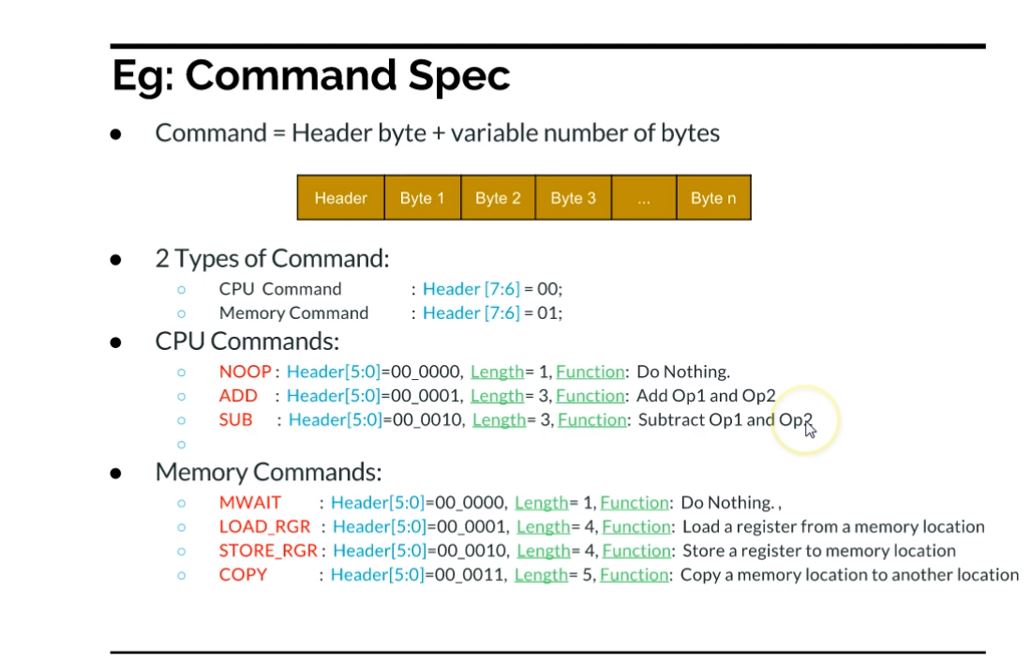 Eg: Command Spec
● Command = Header byte + variable number of bytes
Header Byte 1 Byte 2 Byte 3 ... Byte n
● 2 Types of Command:
○ CPU Command : Header [7:6] = 00;
○ Memory Command : Header [7:6] = 01;
● CPU Commands:
○ NOOP : Header[5:0]=00_0000, Length= 1, Function: Do Nothing.
○ ADD : Header[5:0]=00_0001, Length= 3, Function: Add Op1 and Op2
○ SUB : Header[5:0]=00_0010, Length= 3, Function: Subtract Op1 and Op2
○
● Memory Commands:
○ MWAIT : Header[5:0]=00_0000, Length= 1, Function: Do Nothing. ,
○ LOAD_RGR : Header[5:0]=00_0001, Length= 4, Function: Load a register from a memory location
○ STORE_RGR : Header[5:0]=00_0010, Length= 4, Function: Store a register to memory location
○ COPY : Header[5:0]=00_0011, Length= 5, Function: Copy a memory location to another location